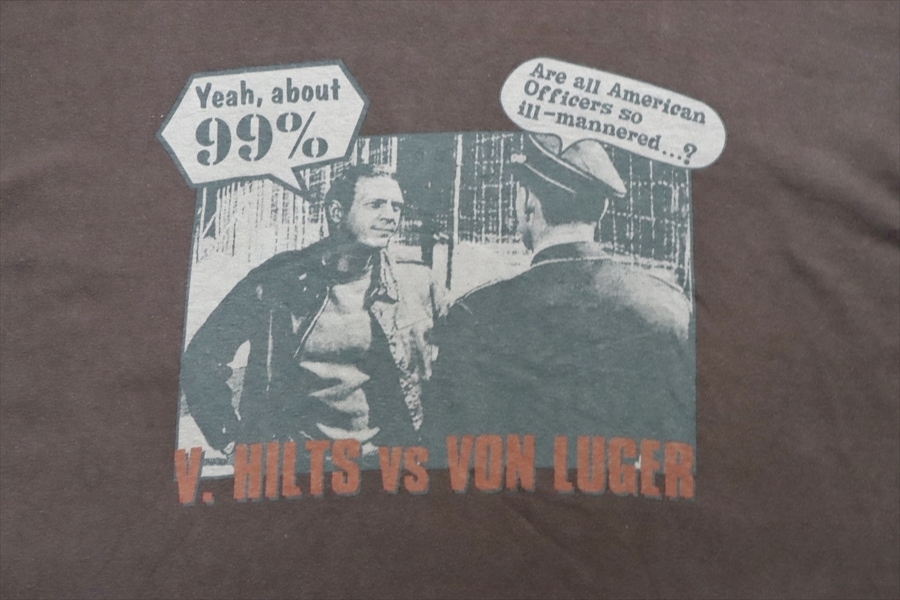 Yeah, about
99%
Are all American
Officers so
ill-mannered...?
V. HILTS VS VON LUGER